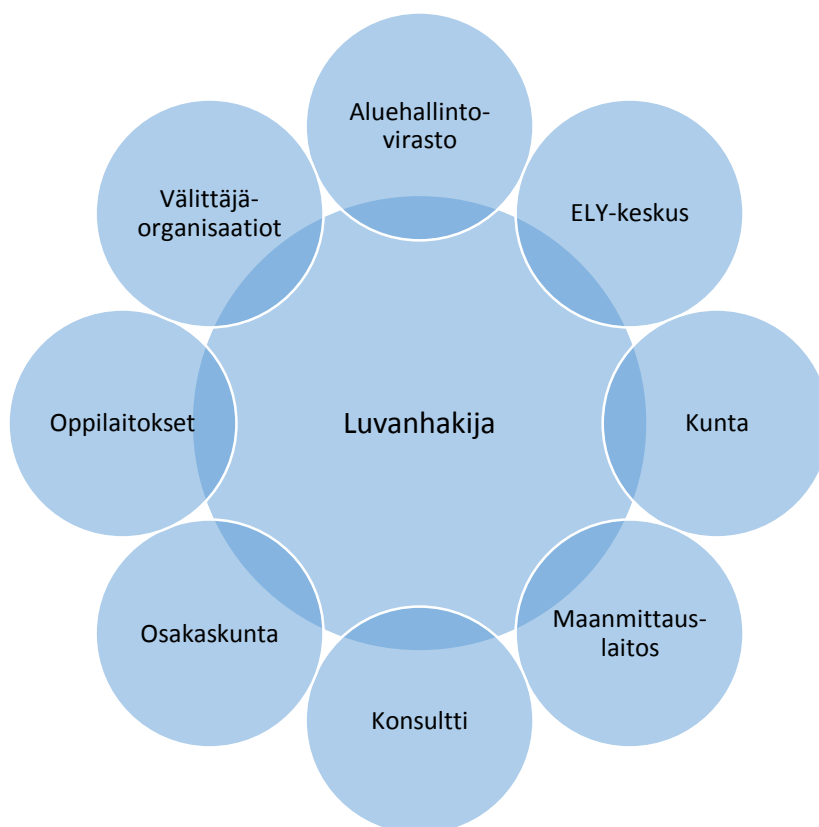 Aluehallinto-
virasto
Välittäjä-
organisaatiot
ELY-keskus
Oppilaitokset
Luvanhakija
Kunta
Osakaskunta
Maanmittaus-
laitos
Konsultti